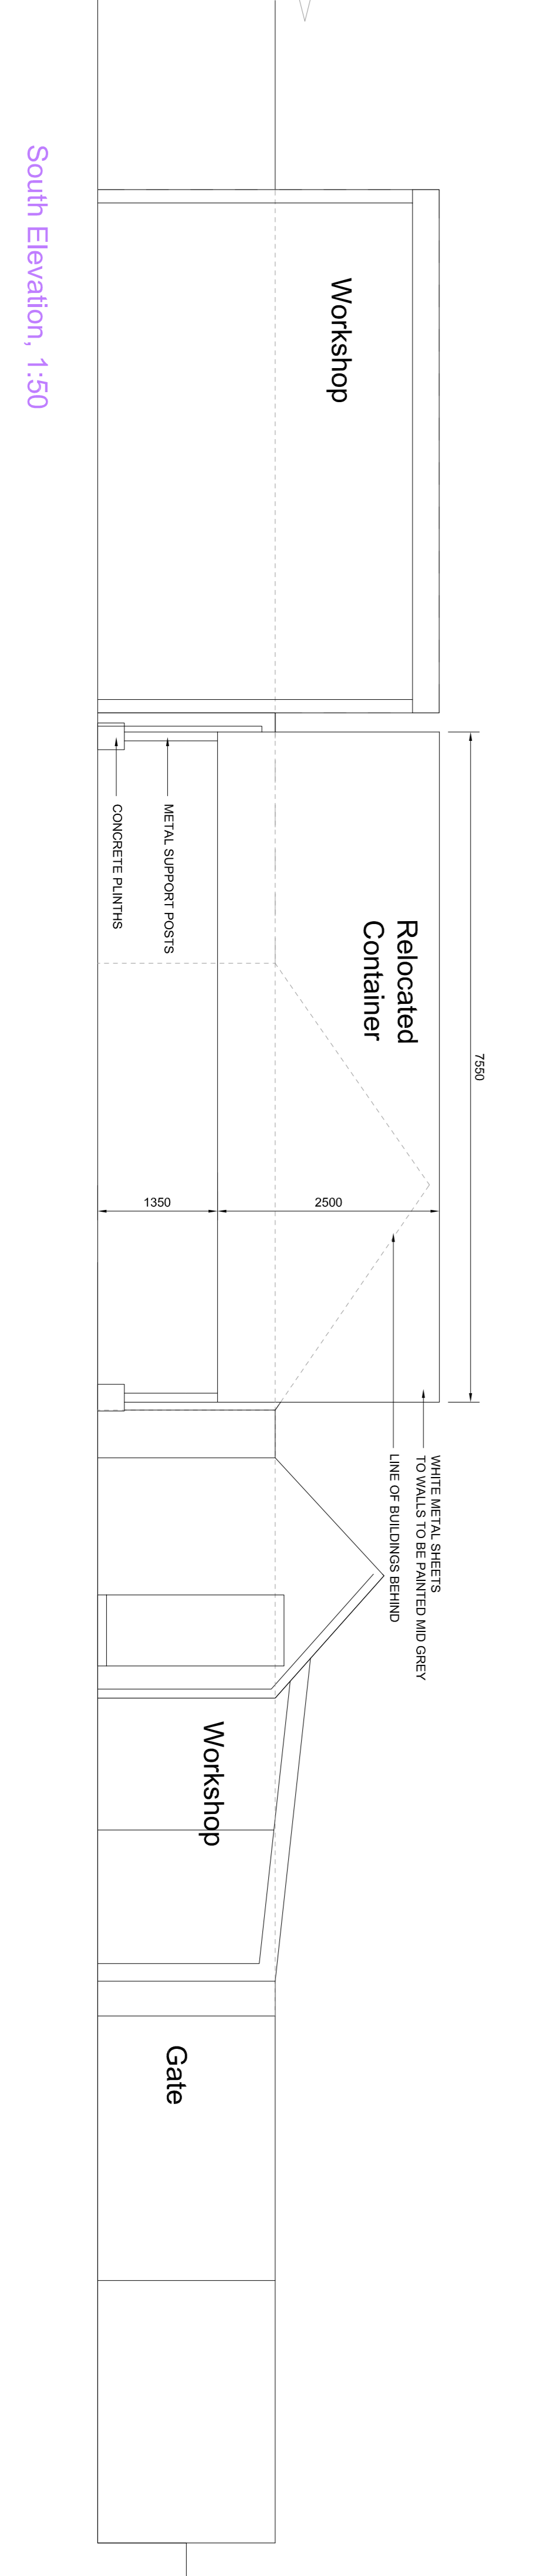 7550
WHITE METAL SHEETS
TO WALLS TO BE PAINTED MID GREY
LINE OF BUILDINGS BEHIND
Relocated
Container
Workshop
2500
1350
METAL SUPPORT POSTS
CONCRETE PLINTHS
Workshop
Gate
South Elevation, 1:50